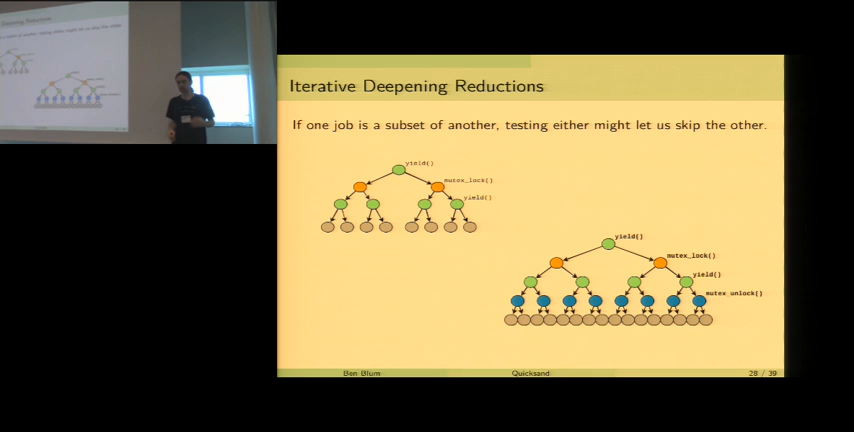 Iterative Deepening Reductions
If one job is a subset of another, testing either might let us skip the other.
yield()
mutex_lock()
yield()
yield()
mutex_lock()
yield()
mutex_unlock()
Ben Blum Quicksand 28 / 39